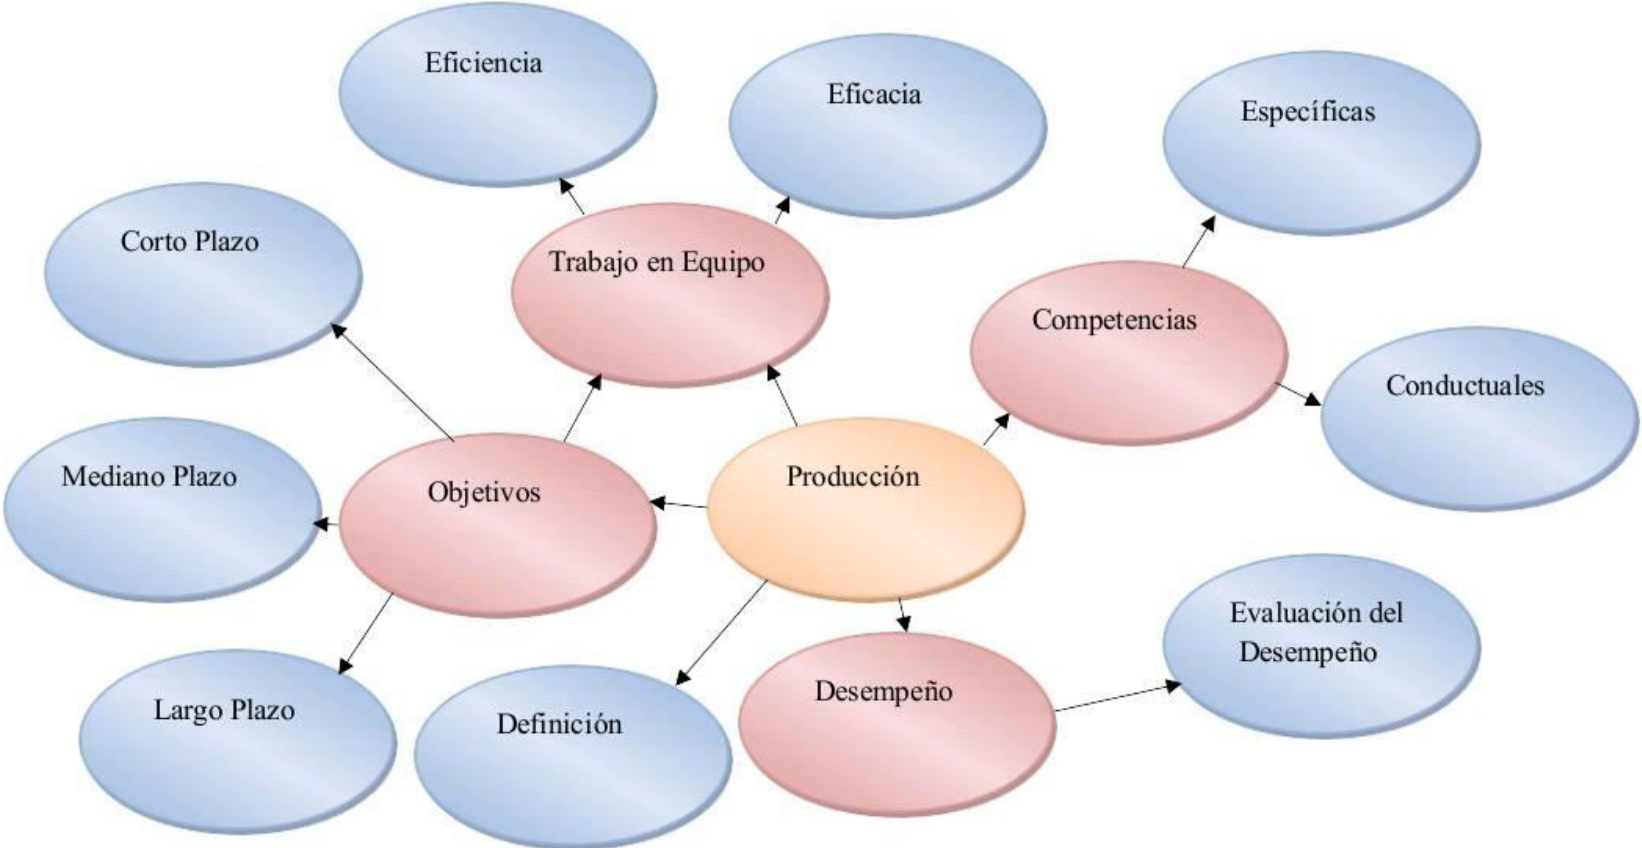 Eficiencia
Eficacia
Específicas
Corto Plazo
Trabajo en Equipo
Competencias
Conductuales
Mediano Plazo
Objetivos
Producción
Evaluación del
Desempeño
Largo Plazo
Definición
Desempeño